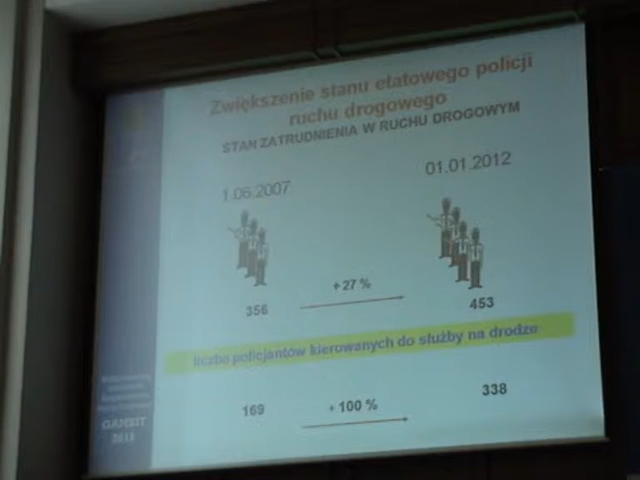 Zwiększenie stanu etatowego policji
ruchu drogowego
STAN ZATRUDNIENIA W RUCHU DROGOWYM
1.06.2007
01.01.2012
+27 %
356
453
liczba policjantów kierowanych do służby na drodze
169
+ 100 %
338
GAMBIT